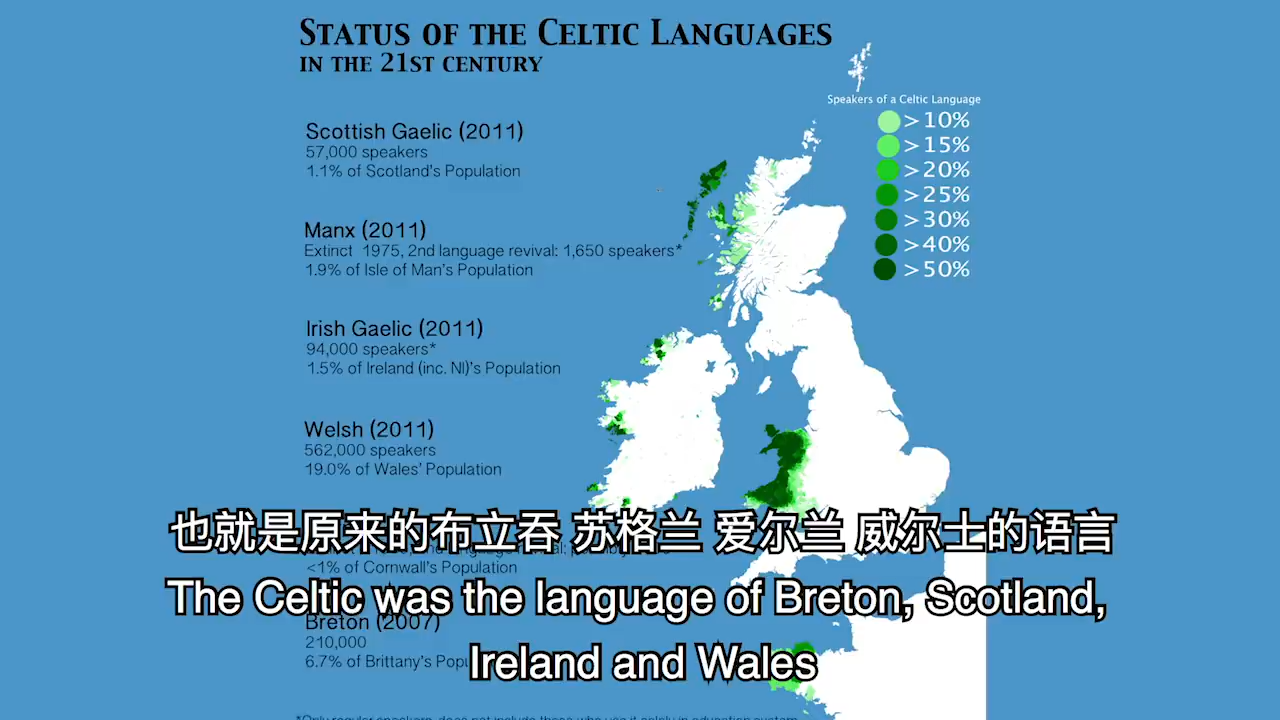 STATUS OF THE CELTIC LANGUAGES
IN THE 21ST CENTURY
Speakers of a Celtic Language
>10%
>15%
>20%
>25%
>30%
>40%
>50%
Scottish Gaelic (2011)
57,000 speakers
1.1% of Scotland's Population
Manx (2011)
Extinct 1975, 2nd language revival: 1,650 speakers*
1.9% of Isle of Man's Population
Irish Gaelic (2011)
94,000 speakers*
1.5% of Ireland (inc. NI)'s Population
Welsh (2011)
562,000 speakers
19.0% of Wales' Population
<1% of Cornwall's Population
Breton (2007)
210,000
6.7% of Brittany's
也就是原来的布立吞 苏格兰 爱尔兰 威尔士的语言
The Celtic was the language of Breton, Scotland,
Ireland and Wales